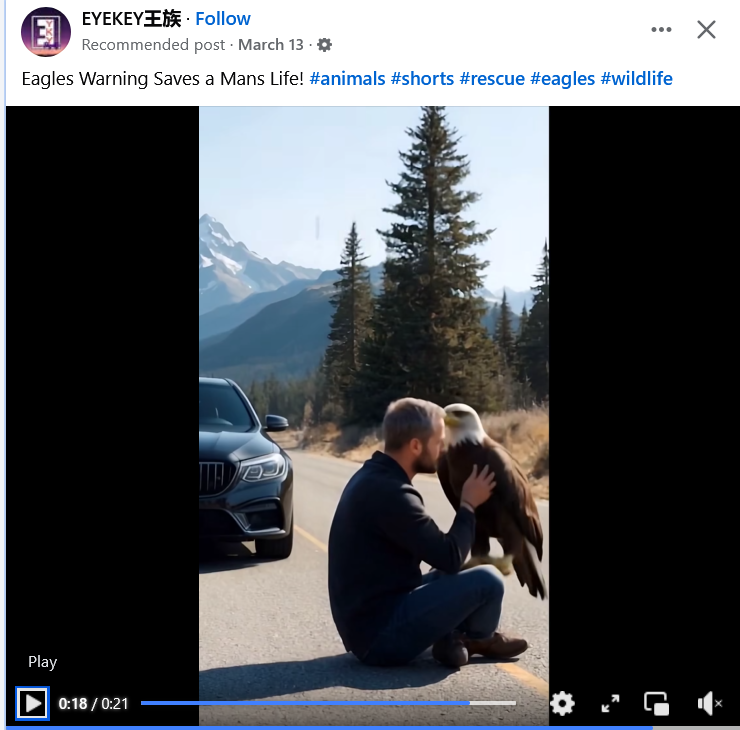 EYEKEY王族 · Follow
Recommended post · March 13 ·
Eagles Warning Saves a Mans Life! #animals #shorts #rescue #eagles #wildlife
Play
0:18 / 0:21